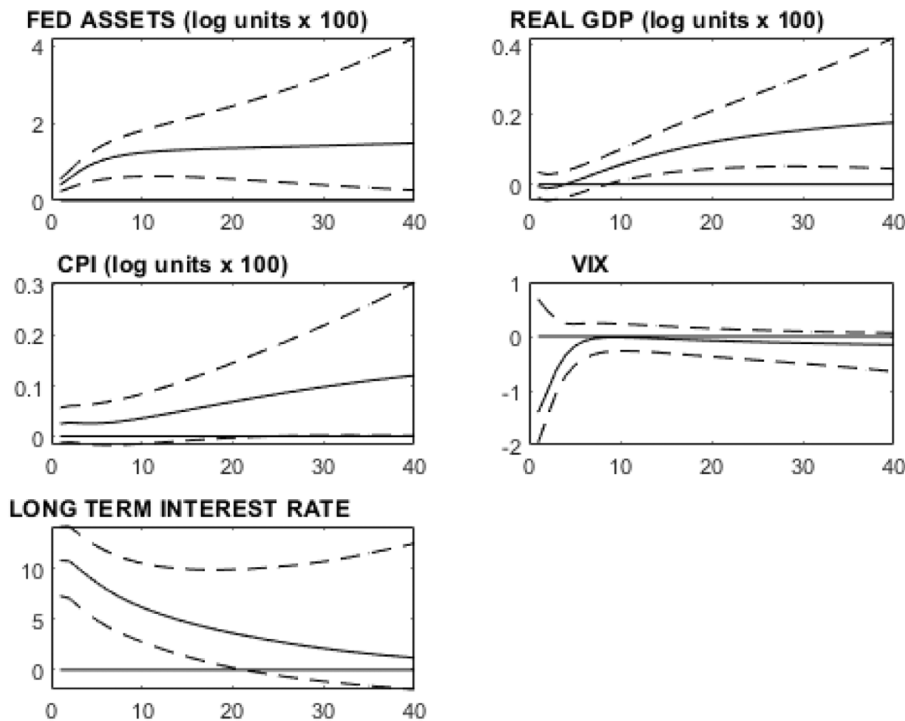 FED ASSETS (log units x 100)
4
2
0
0 10 20 30 40
REAL GDP (log units x 100)
0.4
0.2
0
0 10 20 30 40
CPI (log units x 100)
0.3
0.2
0.1
0
0 10 20 30 40
VIX
1
0
-1
-2
0 10 20 30 40
LONG TERM INTEREST RATE
10
5
0
0 10 20 30 40